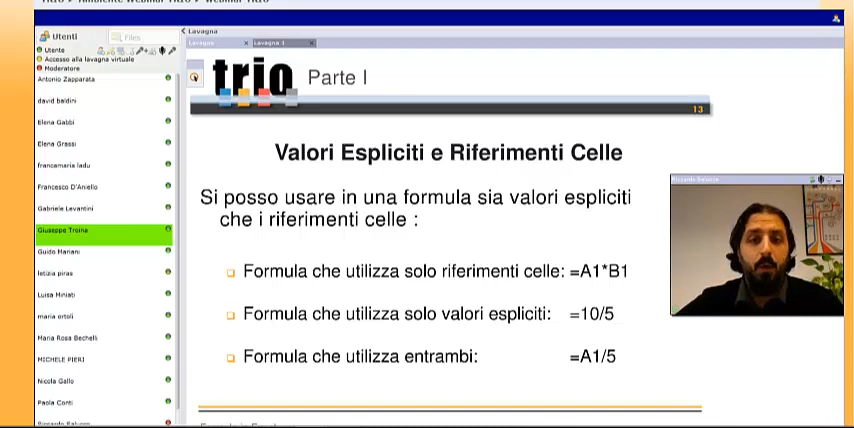 Utenti
Files
Utente
Accesso alla lavagna virtuale
Moderatore
Antonio Zapparata
david baldini
Elena Gabbi
Elena Grassi
francamaria ladu
Francesco D'Aniello
Gabriele Levantini
Giuseppe Troina
Guido Mariani
letizia piras
Luisa Miniati
maria ortoli
Maria Rosa Bechelli
MICHELE PIERI
Nicola Gallo
Paola Conti
Lavagna
Lavagna
Lavagna 1
trio Parte I
13
Valori Espliciti e Riferimenti Celle
Si posso usare in una formula sia valori espliciti
che i riferimenti celle :
Formula che utilizza solo riferimenti celle: =A1*B1
Formula che utilizza solo valori espliciti: =10/5
Formula che utilizza entrambi: =A1/5